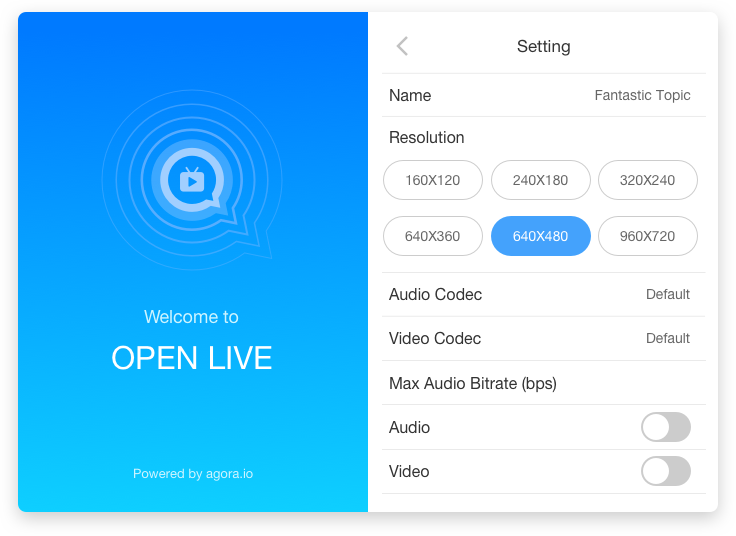 Welcome to
OPEN LIVE
Powered by agora.io
Setting
Name Fantastic Topic
Resolution
160X120 240X180 320X240
640X360 640X480 960X720
Audio Codec Default
Video Codec Default
Max Audio Bitrate (bps)
Audio
Video